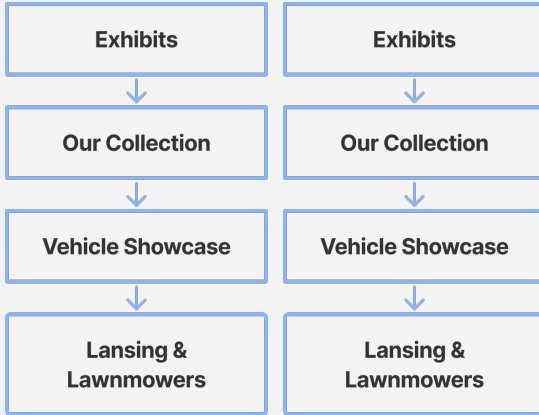 Exhibits
Our Collection
Vehicle Showcase
Lansing &
Lawnmowers
Exhibits
Our Collection
Vehicle Showcase
Lansing &
Lawnmowers